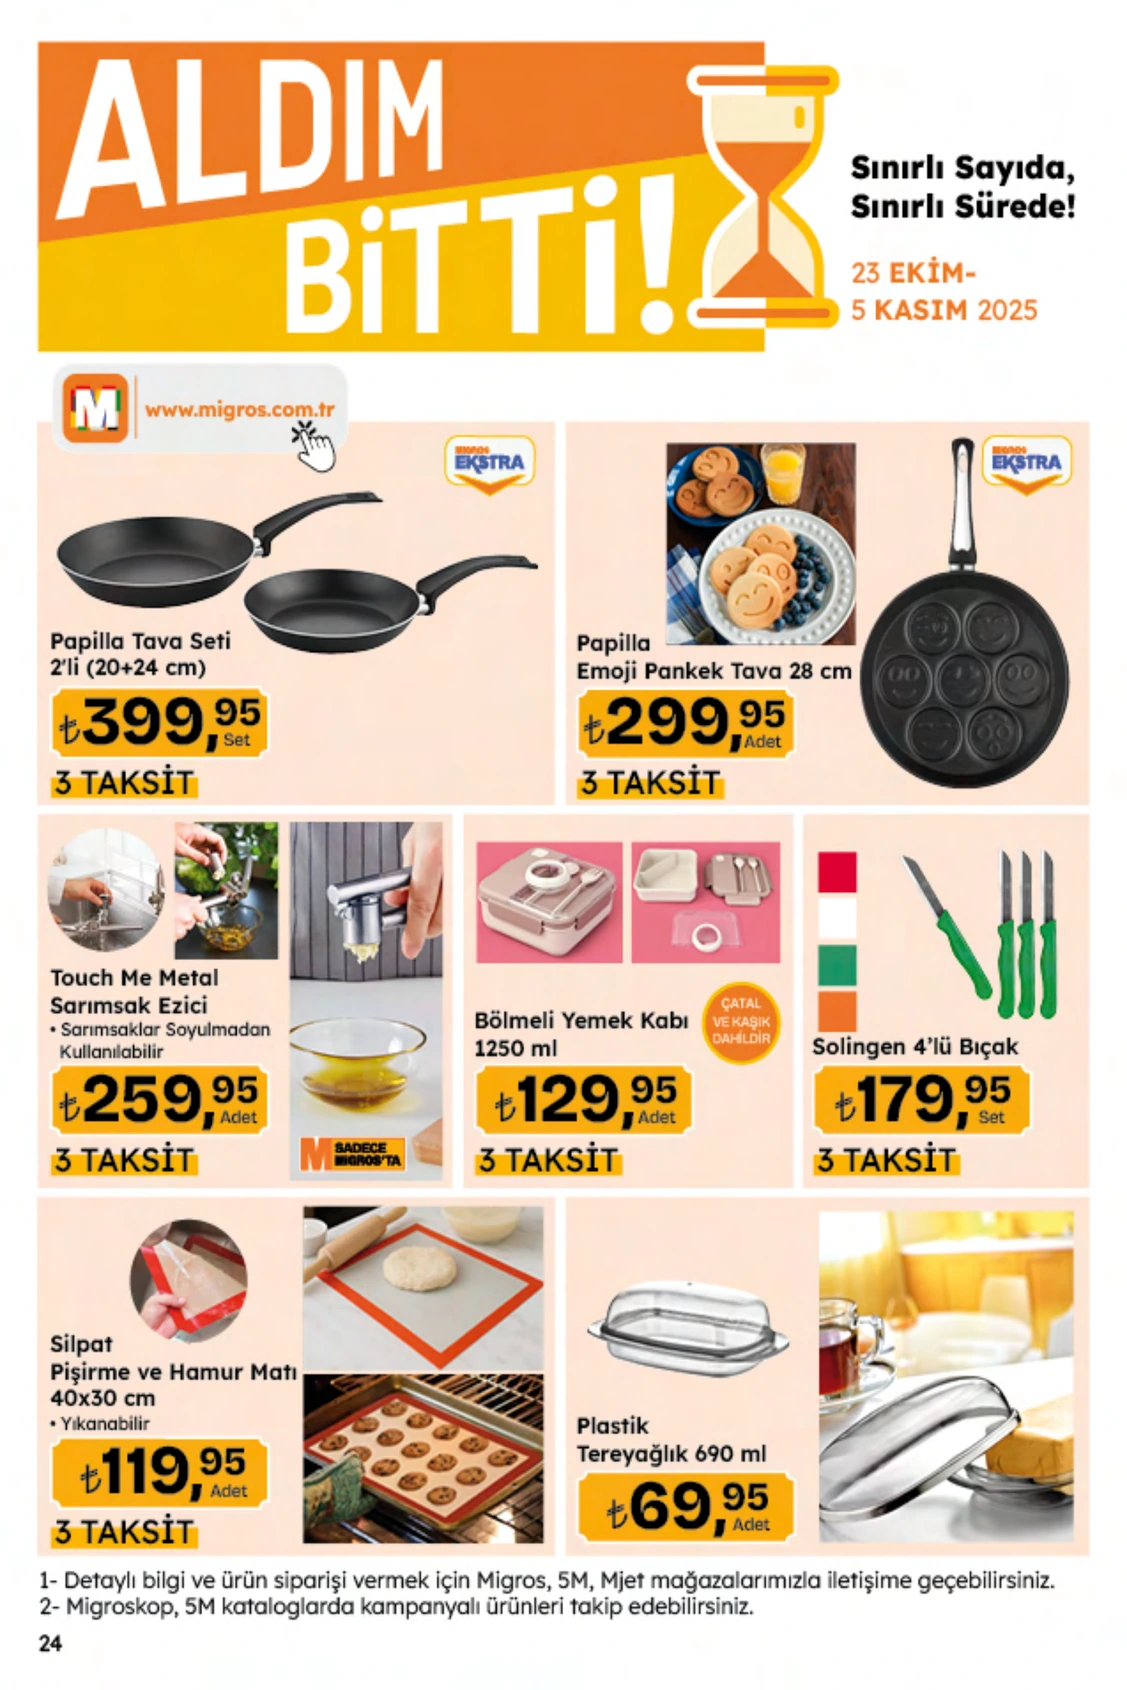 ALDIM
BİTTİ!
Sınırlı Sayıda,
Sınırlı Sürede!
23 EKİM-
5 KASIM 2025
M www.migros.com.tr
MIGROS
EKSTRA
Papilla Tava Seti
2'li (20+24 cm)
₺399,95
Set
3 TAKSİT
MIGROS
EKSTRA
Papilla
Emoji Pankek Tava 28 cm
₺299,95
Adet
3 TAKSİT
Touch Me Metal
Sarımsak Ezici
• Sarımsaklar Soyulmadan
Kullanılabilir
₺259,95
Adet
3 TAKSİT
M SADECE
MİGROS'TA
Bölmeli Yemek Kabı
1250 ml
ÇATAL
VE KAŞIK
DAHİLDİR
₺129,95
Adet
3 TAKSİT
Solingen 4’lü Bıçak
₺179,95
Set
3 TAKSİT
Silpat
Pişirme ve Hamur Matı
40x30 cm
• Yıkanabilir
₺119,95
Adet
3 TAKSİT
Plastik
Tereyağlık 690 ml
₺69,95
Adet
1- Detaylı bilgi ve ürün siparişi vermek için Migros, 5M, Mjet mağazalarımızla iletişime geçebilirsiniz.
2- Migroskop, 5M kataloglarda kampanyalı ürünleri takip edebilirsiniz.
24